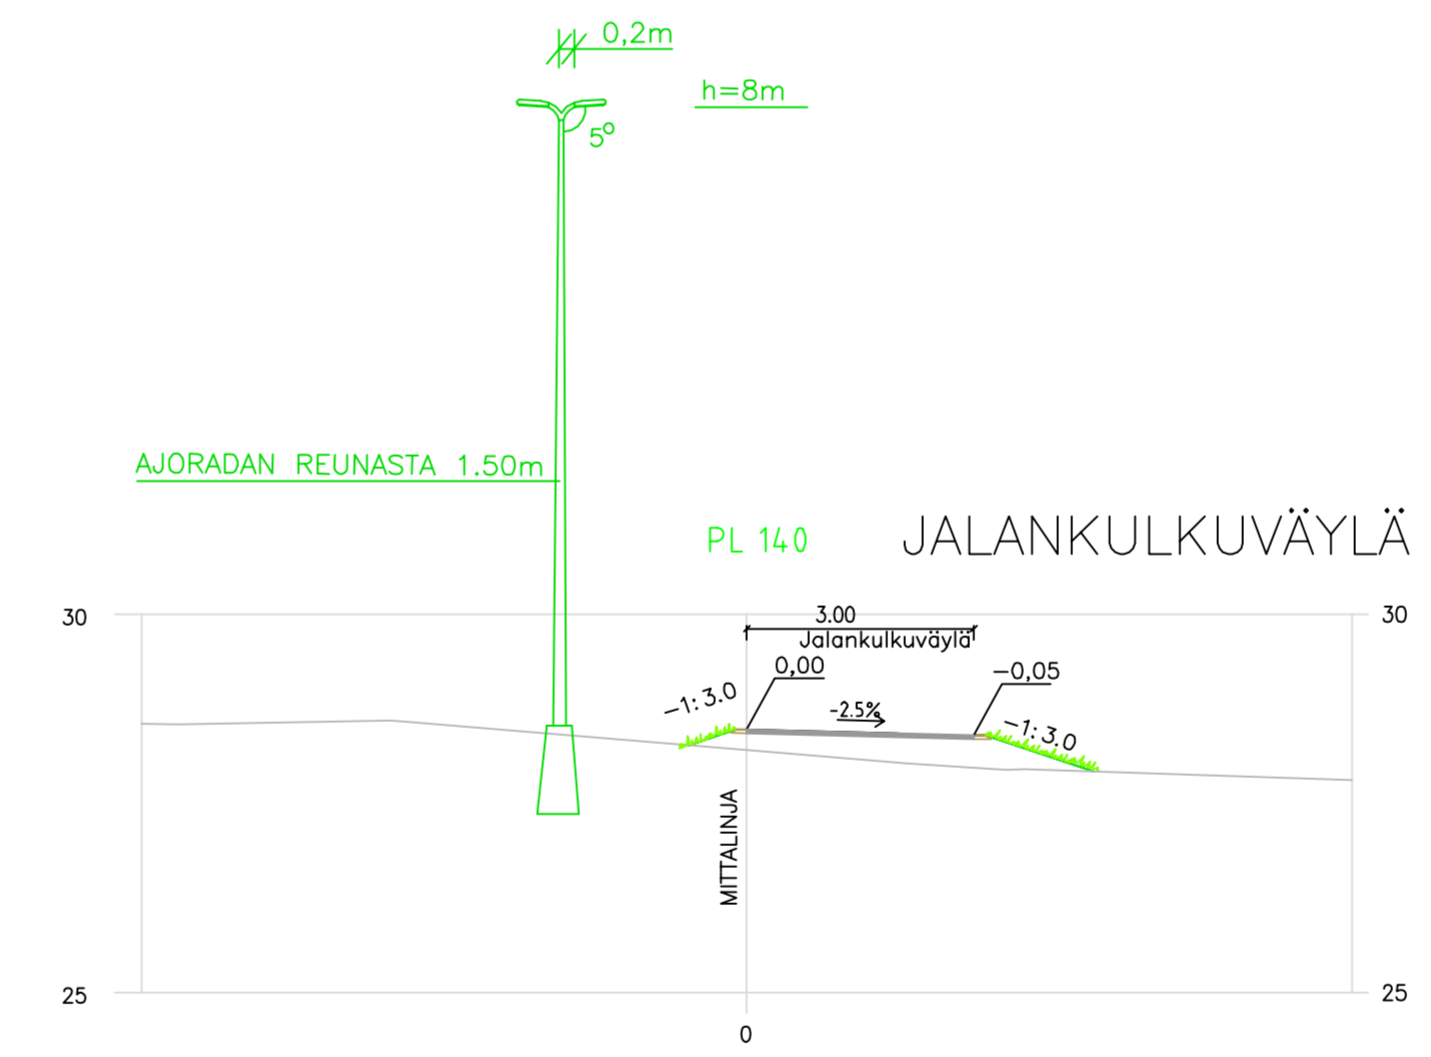 0,2m
h=8m
5°
AJORADAN REUNASTA 1.50m
PL 140
JALANKULKUVÄYLÄ
30
3.00
30
Jalankulkuväylä
0,00
-0,05
-1:3.0
-2.5%
-1:3.0
MITTALINJA
25
25
0